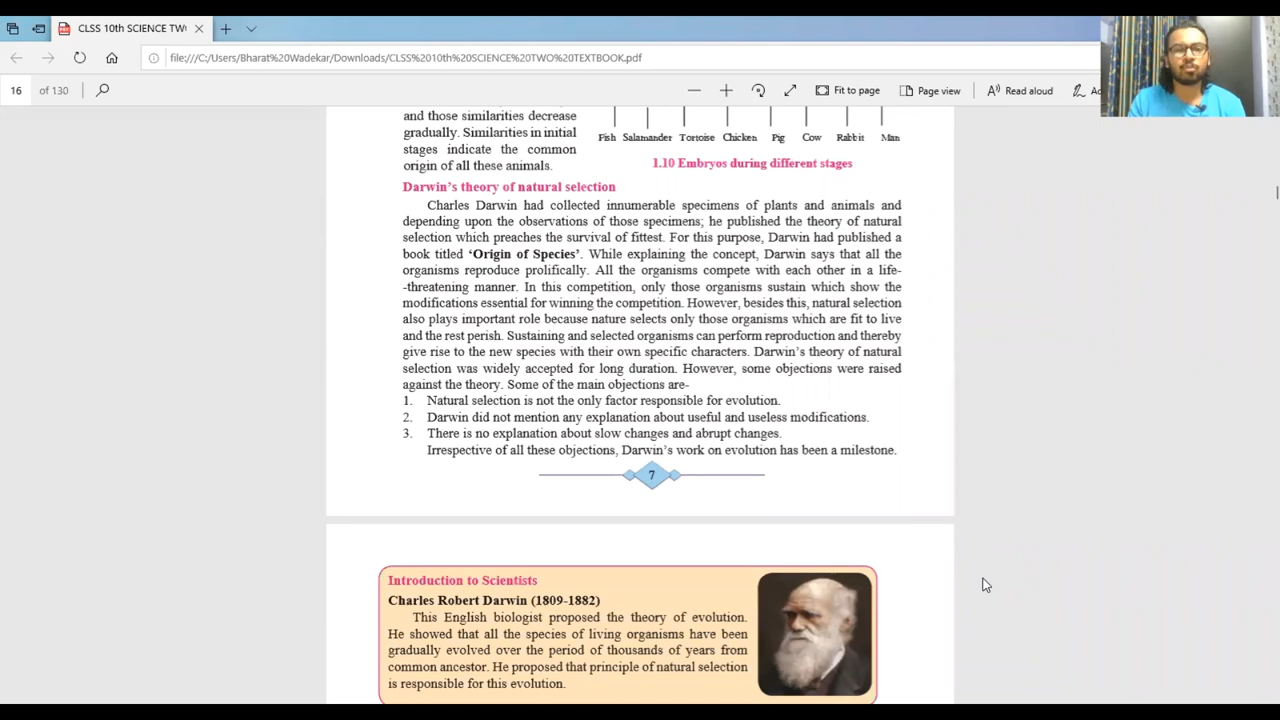 CLSS 10th SCIENCE TW
file:///C:/Users/Bharat%20Wadekar/Downloads/CLSS%2010th%20SCIENCE%20TWO%20TEXTBOOK.pdf
16 of 130
Fit to page
Page view
Read aloud
and those similarities decrease
gradually. Similarities in initial
stages indicate the common
origin of all these animals.
Fish Salamander Tortoise Chicken Pig Cow Rabbit Man
1.10 Embryos during different stages
Darwin's theory of natural selection
Charles Darwin had collected innumerable specimens of plants and animals and
depending upon the observations of those specimens; he published the theory of natural
selection which preaches the survival of fittest. For this purpose, Darwin had published a
book titled ‘Origin of Species’. While explaining the concept, Darwin says that all the
organisms reproduce prolifically. All the organisms compete with each other in a life-
-threatening manner. In this competition, only those organisms sustain which show the
modifications essential for winning the competition. However, besides this, natural selection
also plays important role because nature selects only those organisms which are fit to live
and the rest perish. Sustaining and selected organisms can perform reproduction and thereby
give rise to the new species with their own specific characters. Darwin's theory of natural
selection was widely accepted for long duration. However, some objections were raised
against the theory. Some of the main objections are-
1. Natural selection is not the only factor responsible for evolution.
2. Darwin did not mention any explanation about useful and useless modifications.
3. There is no explanation about slow changes and abrupt changes.
Irrespective of all these objections, Darwin's work on evolution has been a milestone.
7
Introduction to Scientists
Charles Robert Darwin (1809-1882)
This English biologist proposed the theory of evolution.
He showed that all the species of living organisms have been
gradually evolved over the period of thousands of years from
common ancestor. He proposed that principle of natural selection
is responsible for this evolution.